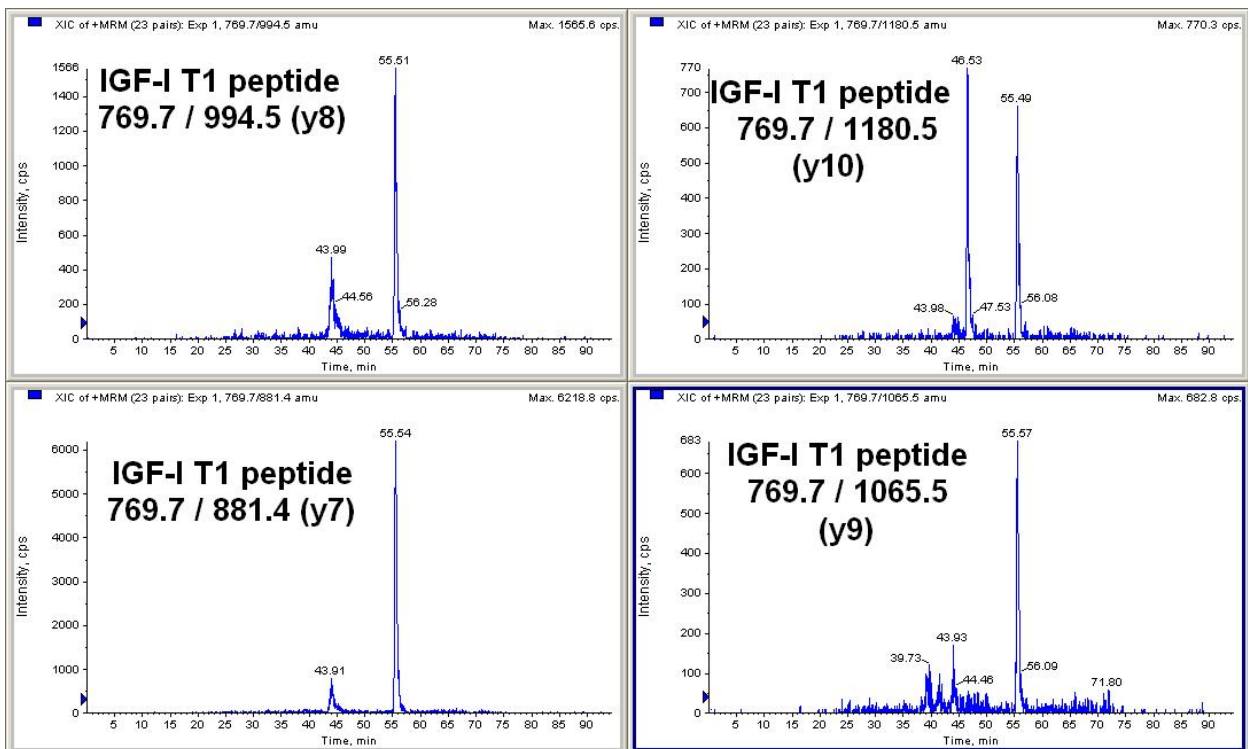 XIC of +MRM (23 pairs): Exp 1, 769.7/994.5 amu Max. 1565.6 cps.
IGF-I T1 peptide
769.7 / 994.5 (y8)
55.51
43.99
44.56
56.28
1566
1400
1200
1000
800
600
400
200
0
Intensity, cps
5 10 15 20 25 30 35 40 45 50 55 60 65 70 75 80 85 90
Time, min
XIC of +MRM (23 pairs): Exp 1, 769.7/1180.5 amu Max. 770.3 cps.
IGF-I T1 peptide
769.7 / 1180.5
(y10)
46.53
55.49
43.98
47.53
56.08
770
700
600
500
400
300
200
100
0
Intensity, cps
5 10 15 20 25 30 35 40 45 50 55 60 65 70 75 80 85 90
Time, min
XIC of +MRM (23 pairs): Exp 1, 769.7/881.4 amu Max. 6218.8 cps.
IGF-I T1 peptide
769.7 / 881.4 (y7)
55.54
43.91
6000
5000
4000
3000
2000
1000
0
Intensity, cps
5 10 15 20 25 30 35 40 45 50 55 60 65 70 75 80 85 90
Time, min
XIC of +MRM (23 pairs): Exp 1, 769.7/1065.5 amu Max. 682.8 cps.
IGF-I T1 peptide
769.7 / 1065.5
(y9)
55.57
39.73
43.93
44.46
56.09
71.80
683
600
500
400
300
200
100
0
Intensity, cps
5 10 15 20 25 30 35 40 45 50 55 60 65 70 75 80 85 90
Time, min